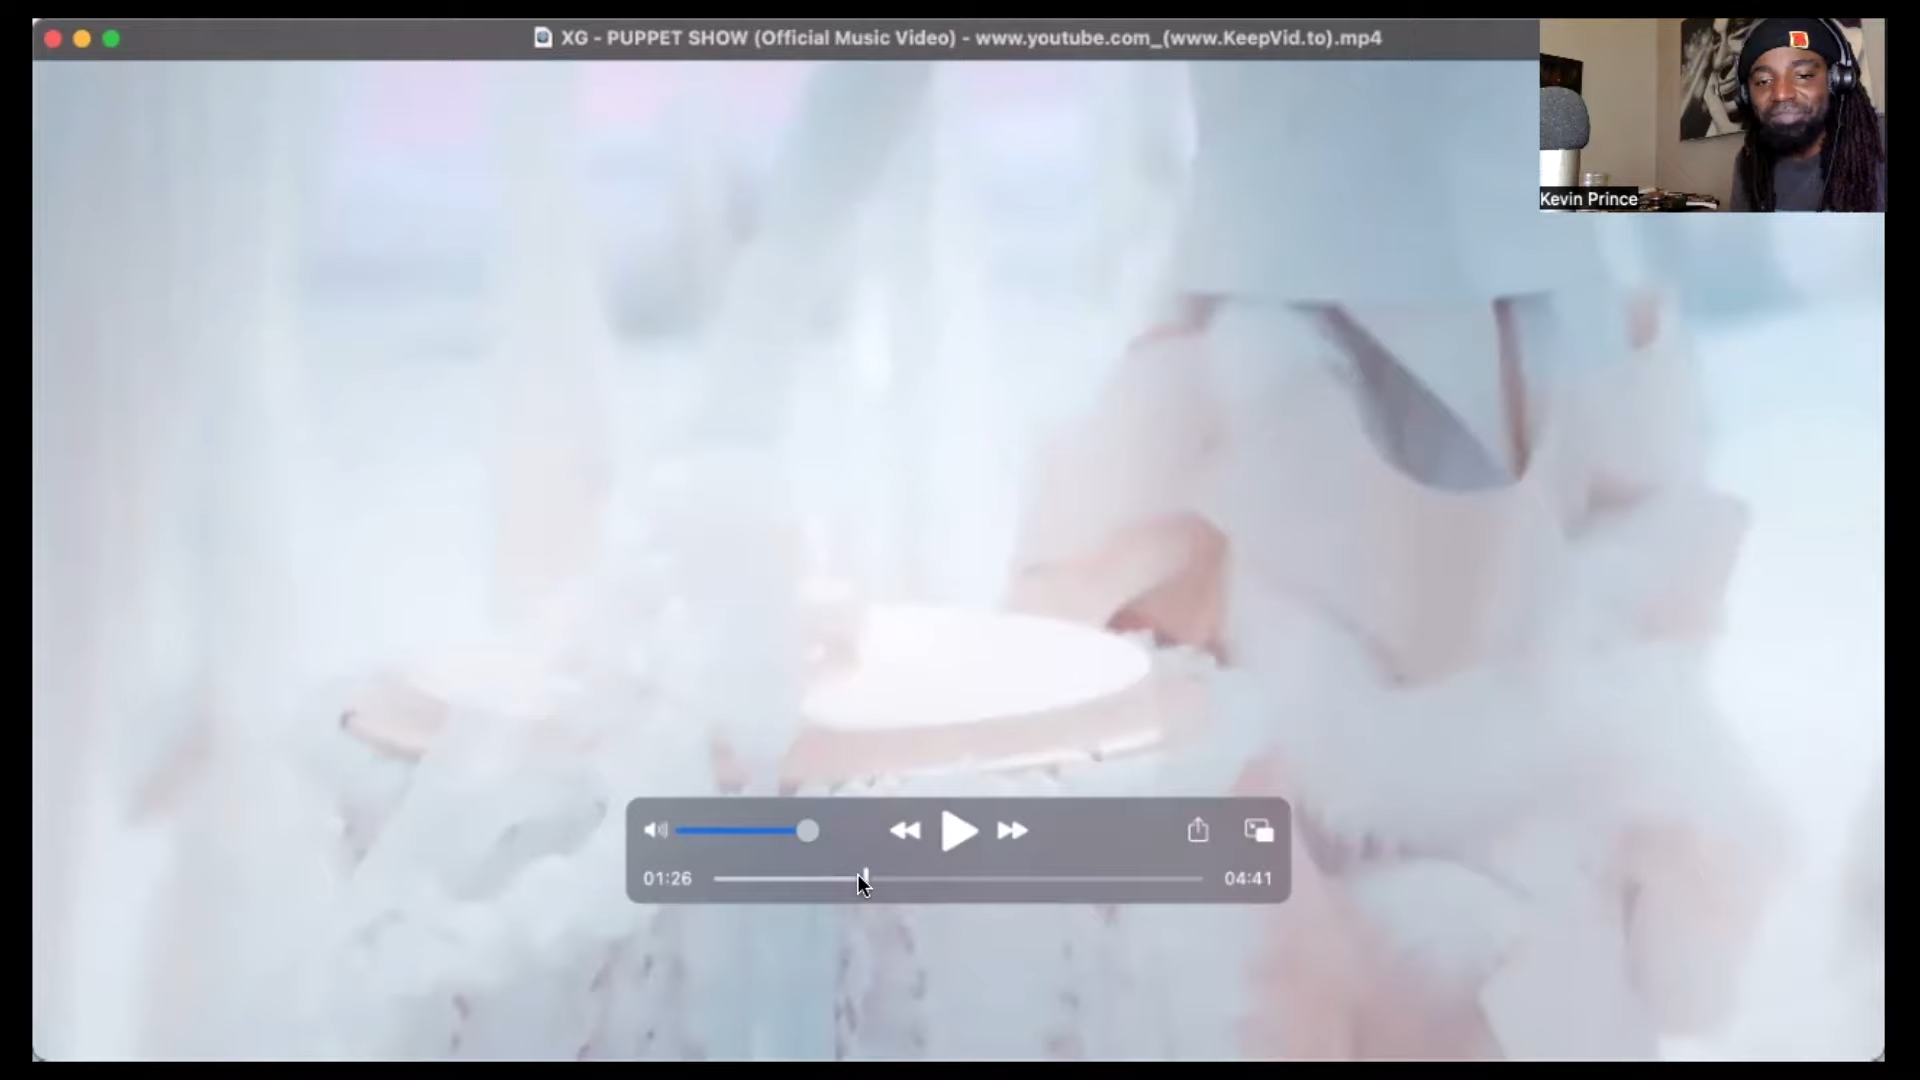 XG - PUPPET SHOW (Official Music Video) - www.youtube.com_(www.KeepVid.to).mp4
Kevin Prince
01:26
04:41